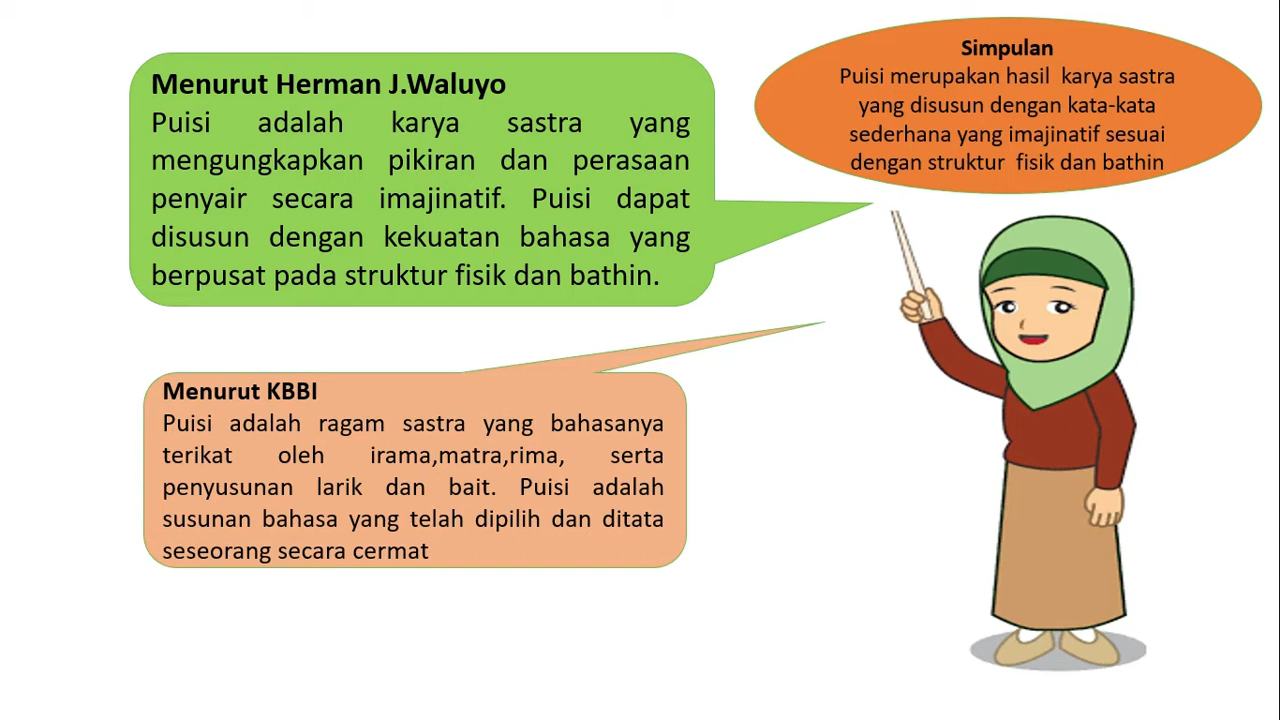 Menurut Herman J.Waluyo
Puisi adalah karya sastra yang
mengungkapkan pikiran dan perasaan
penyair secara imajinatif. Puisi dapat
disusun dengan kekuatan bahasa yang
berpusat pada struktur fisik dan bathin.
Simpulan
Puisi merupakan hasil karya sastra
yang disusun dengan kata-kata
sederhana yang imajinatif sesuai
dengan struktur fisik dan bathin
Menurut KBBI
Puisi adalah ragam sastra yang bahasanya
terikat oleh irama,matra,rima, serta
penyusunan larik dan bait. Puisi adalah
susunan bahasa yang telah dipilih dan ditata
seseorang secara cermat